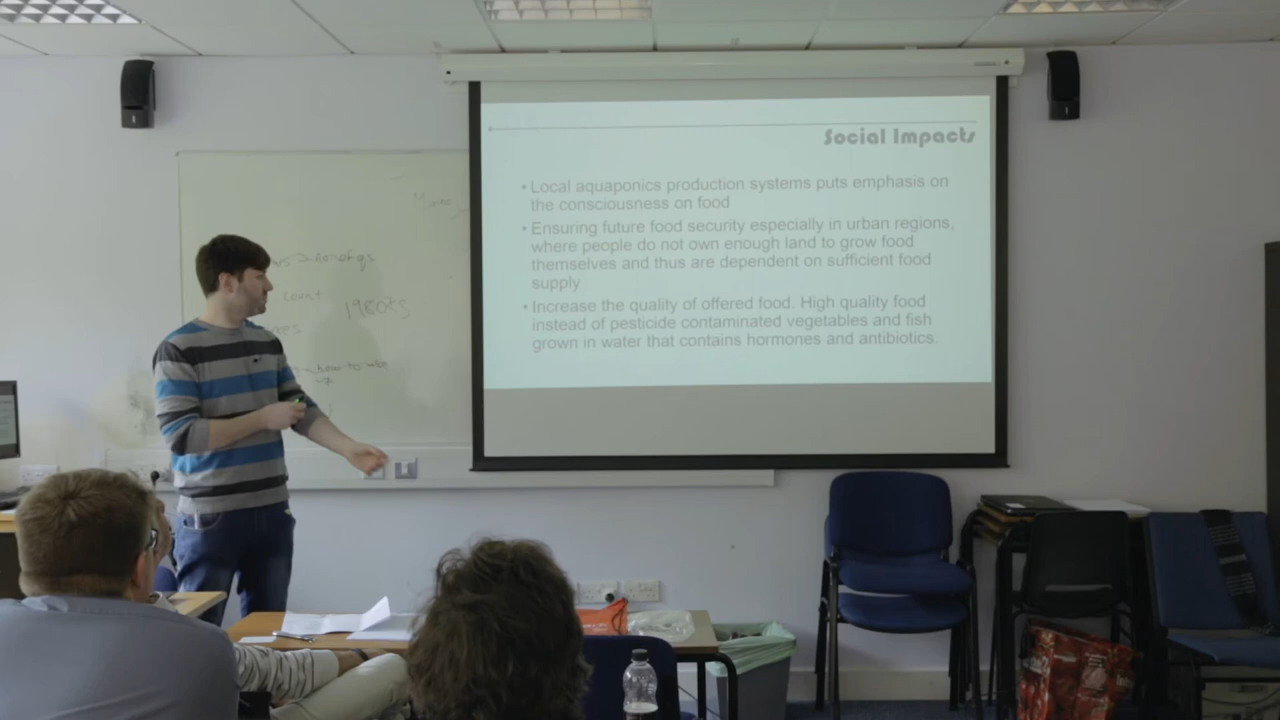 Social Impacts
• Local aquaponics production systems puts emphasis on
the consciousness on food
• Ensuring future food security especially in urban regions,
where people do not own enough land to grow food
themselves and thus are dependent on sufficient food
supply
• Increase the quality of offered food. High quality food
instead of pesticide contaminated vegetables and fish
grown in water that contains hormones and antibiotics.
count
1980's